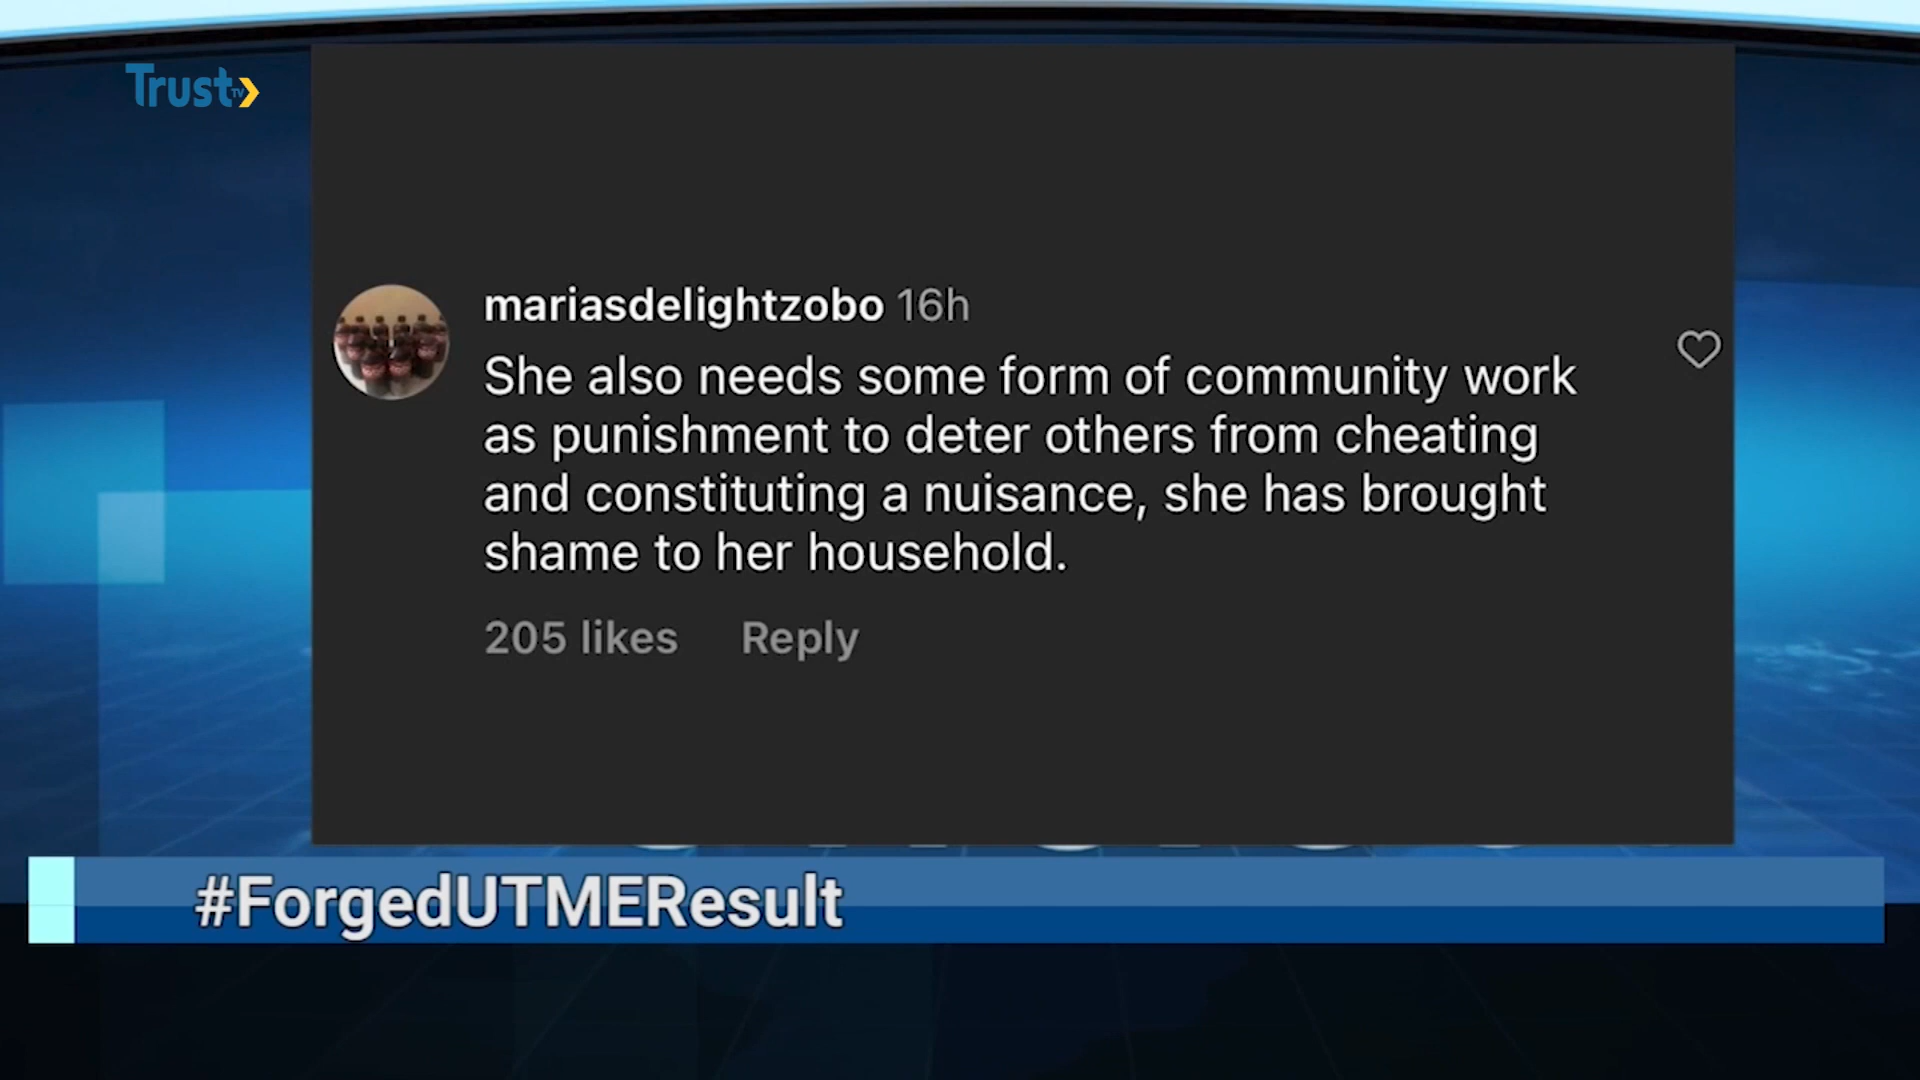 Trust TV
mariasdelightzobo 16h
She also needs some form of community work
as punishment to deter others from cheating
and constituting a nuisance, she has brought
shame to her household.
205 likes Reply
#ForgedUTMEResult